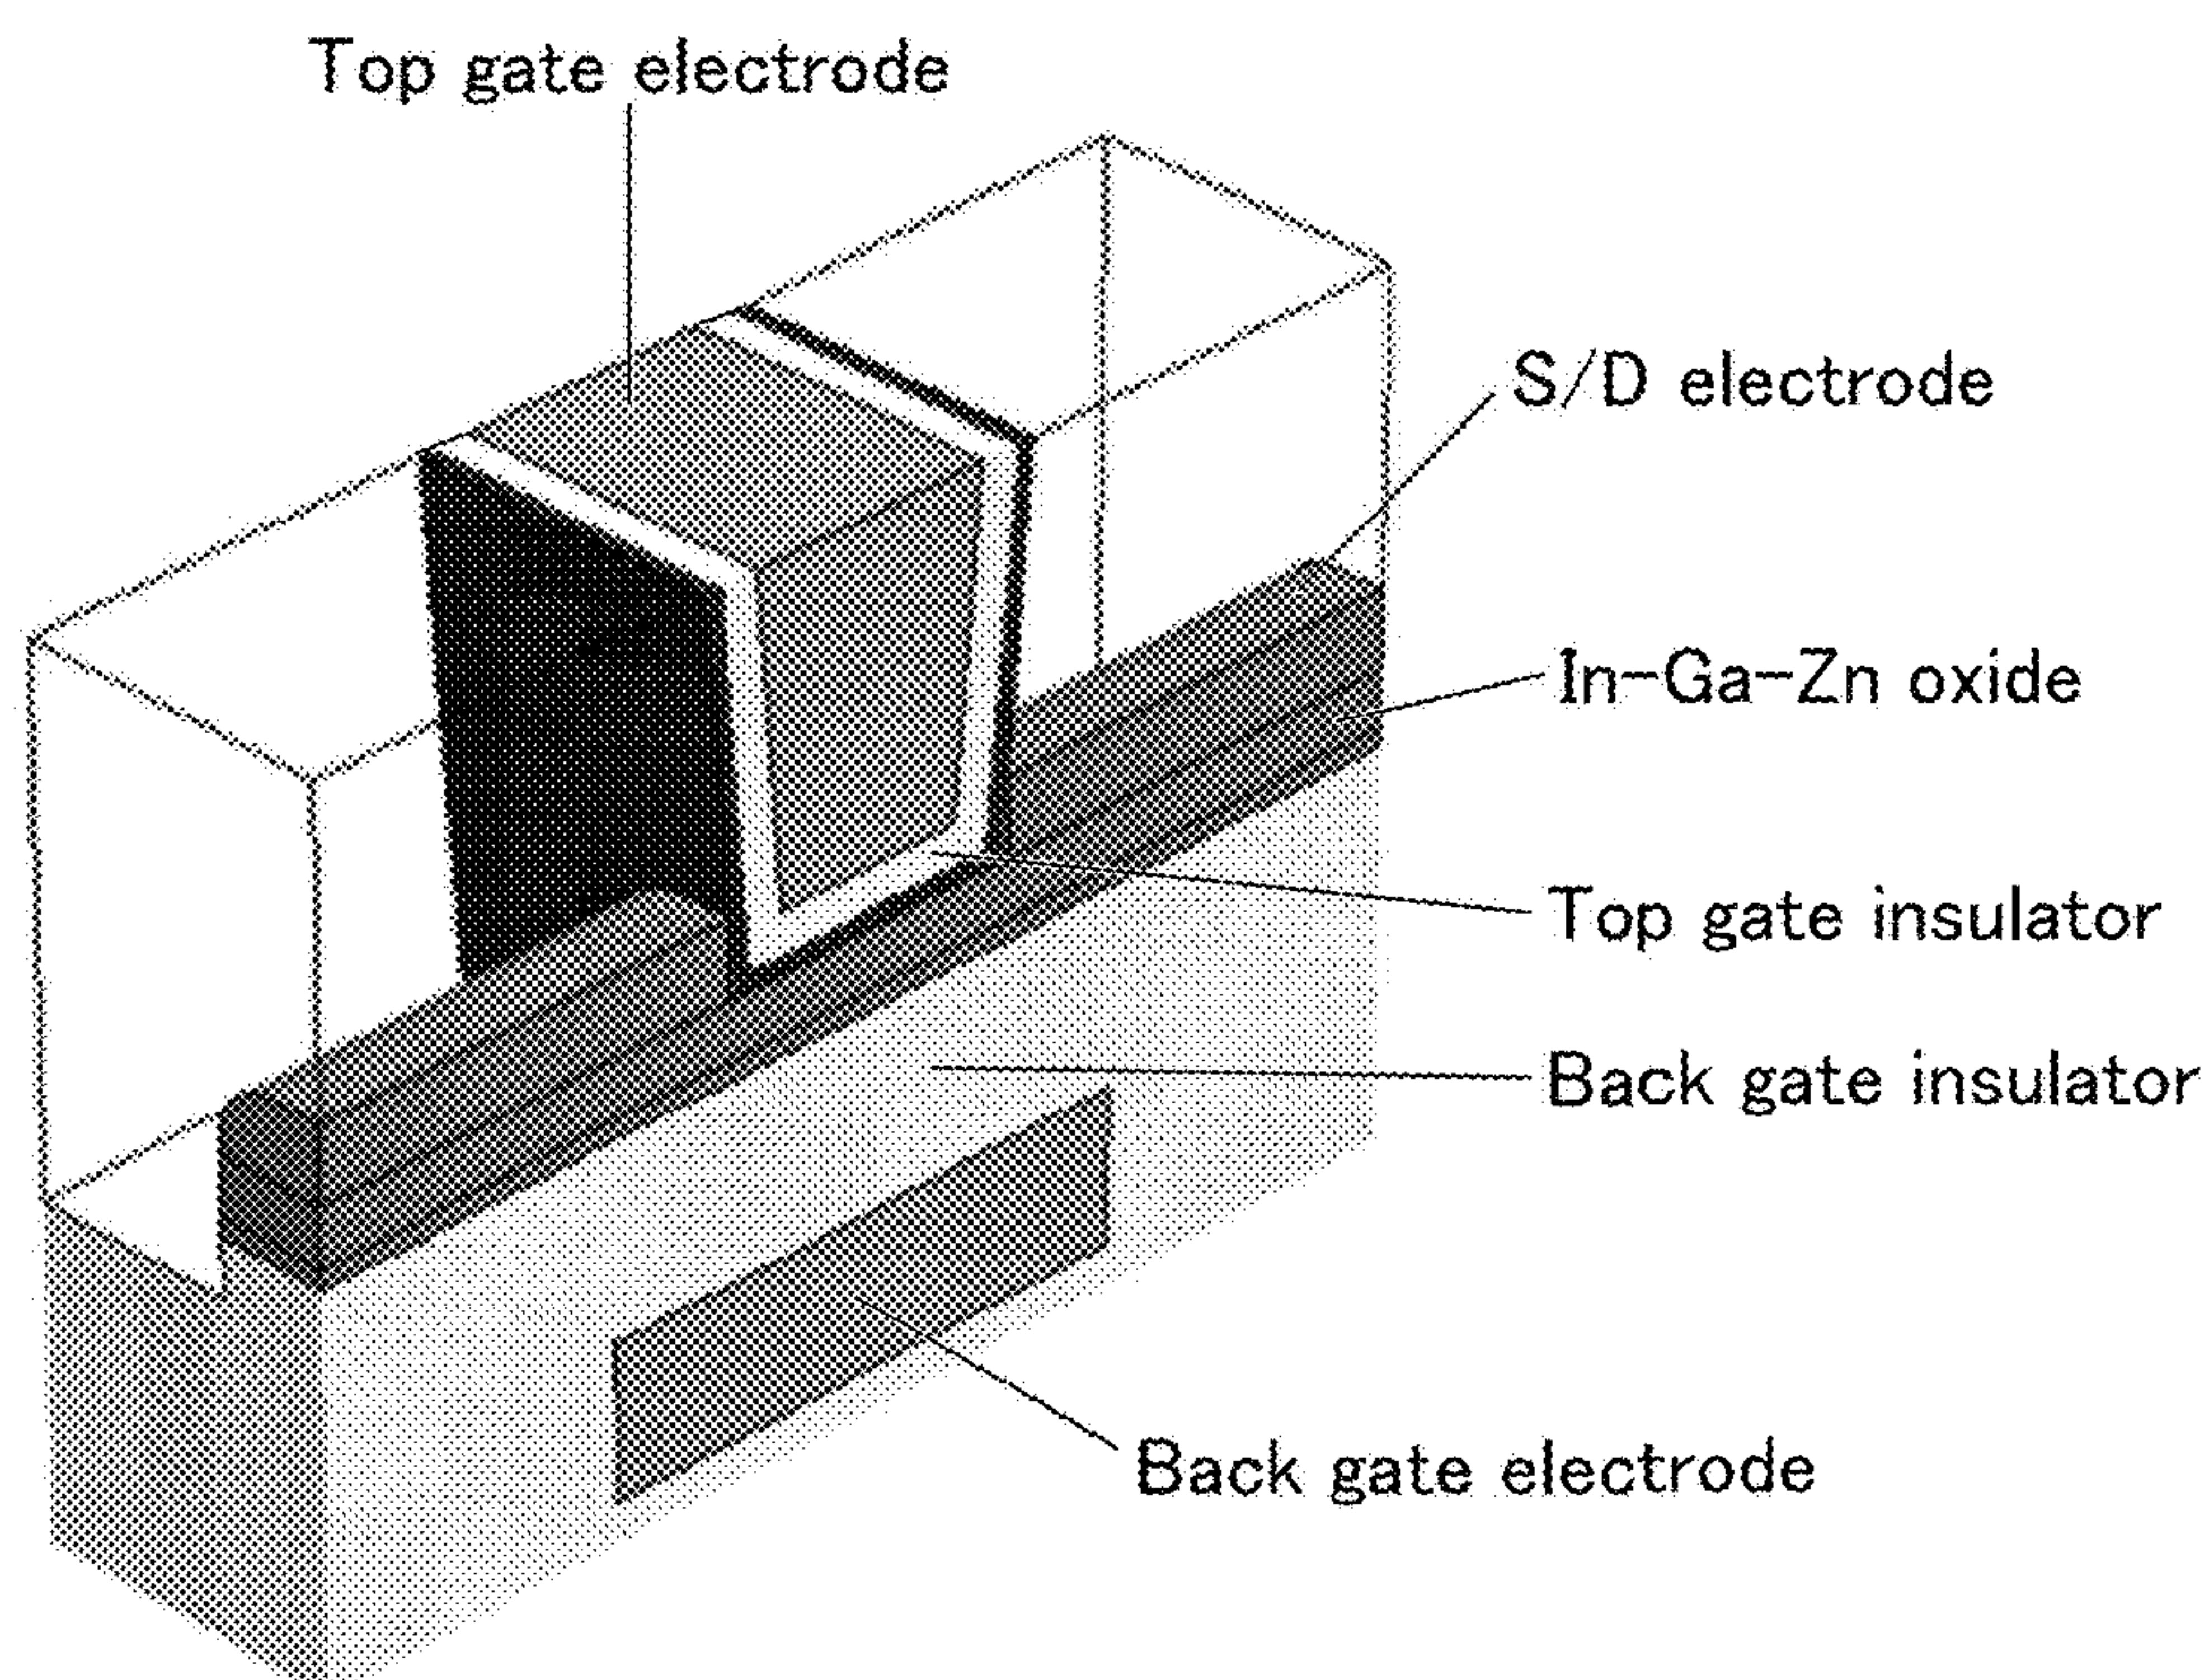 Top gate electrode
S/D electrode
In-Ga-Zn oxide
Top gate insulator
Back gate insulator
Back gate electrode